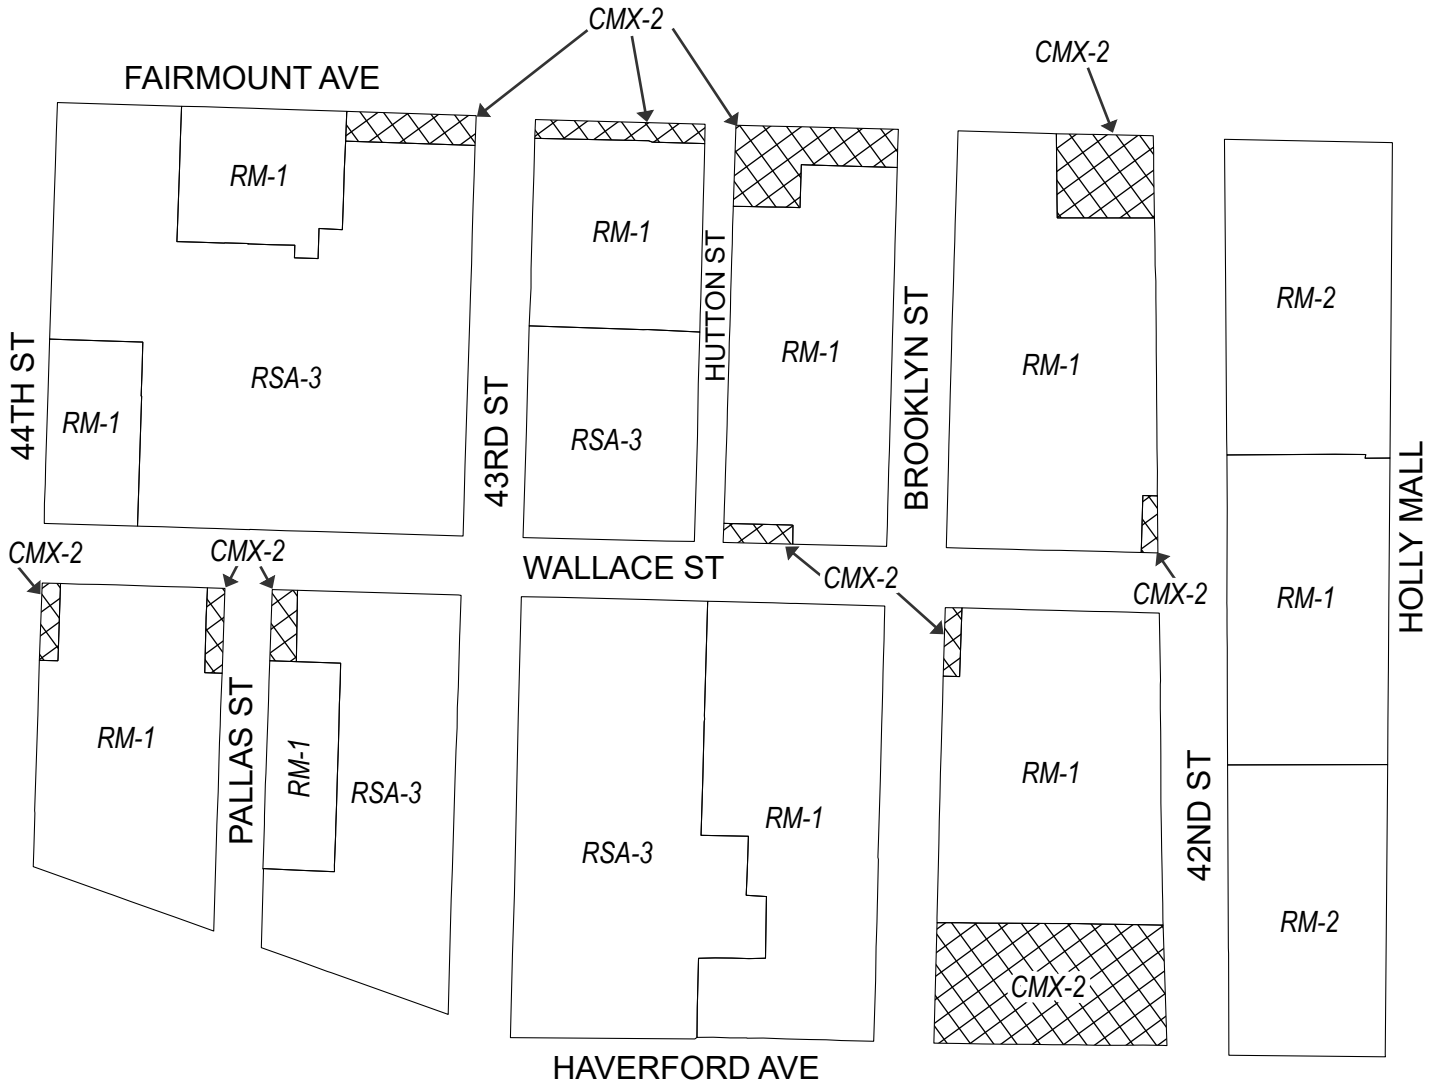 CMX-2
CMX-2
FAIRMOUNT AVE
RM-1
RM-1
HUTTON ST
RM-2
RM-1
RM-1
BROOKLYN ST
44TH ST
RSA-3
RM-1
43RD ST
RSA-3
HOLLY MALL
CMX-2
CMX-2
WALLACE ST
CMX-2
CMX-2
RM-1
RM-1
PALLAS ST
RM-1
RSA-3
RSA-3
RM-1
RM-1
42ND ST
RM-2
CMX-2
HAVERFORD AVE